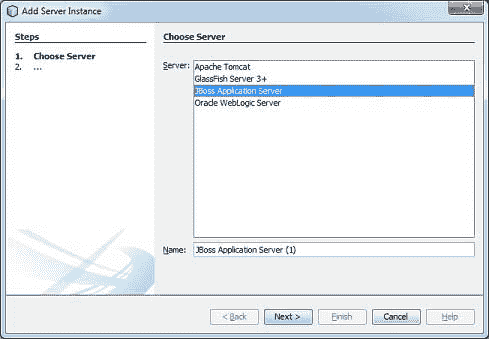 Add Server Instance
Steps
1. Choose Server
2. ...
Choose Server
Server:
Apache Tomcat
GlassFish Server 3+
JBoss Application Server
Oracle WebLogic Server
Name: JBoss Application Server (1)
< Back Next > Finish Cancel Help